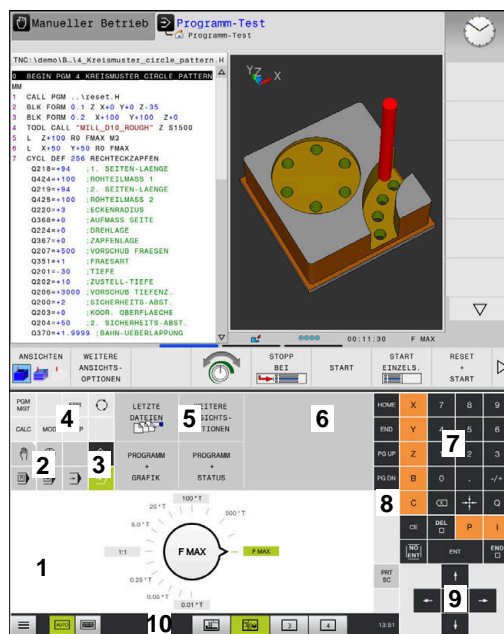 Manueller Betrieb
Programm-Test
Programm-Test
TNC:\demo\B…\4_Kreismuster_circle_pattern.H
0 BEGIN PGM 4 KREISMUSTER CIRCLE PATTERN
MM
1 CALL PGM ..\reset.H
2 BLK FORM 0.1 Z X+0 Y+0 Z-35
3 BLK FORM 0.2 X+100 Y+100 Z+0
4 TOOL CALL "MILL_D10_ROUGH" Z S1500
5 L Z+100 R0 FMAX M3
6 L X+50 Y+50 R0 FMAX
7 CYCL DEF 256 RECHTECKZAPFEN
Q218=+94 ;1. SEITEN-LAENGE
Q424=+100 ;ROHTEILMASS 1
Q219=+94 ;2. SEITEN-LAENGE
Q425=+100 ;ROHTEILMASS 2
Q220=+3 ;ECKENRADIUS
Q368=+0 ;AUFMASS SEITE
Q224=+0 ;DREHLAGE
Q367=+0 ;ZAPFENLAGE
Q207=+500 ;VORSCHUB FRAESEN
Q351=+1 ;FRAESART
Q201=-30 ;TIEFE
Q202=+10 ;ZUSTELL-TIEFE
Q206=+3000 ;VORSCHUB TIEFENZ.
Q200=+2 ;SICHERHEITS-ABST.
Q203=+0 ;KOOR. OBERFLAECHE
Q204=+50 ;2. SICHERHEITS-ABST.
Q370=+1.9999 ;BAHN-UEBERLAPPUNG
Y Z X
00:11:30 F MAX
ANSICHTEN
WEITERE
ANSICHTS-
OPTIONEN
STOPP
BEI
START
START
EINZELS.
RESET
+
START
PGM
MGT
CALC
MOD
LETZTE
DATEIEN
PROGRAMM
+
GRAFIK
PROGRAMM
+
STATUS
1
2
3
4
5
6
7
8
9
10
HOME X 7 8 9
END Y 4 5 6
PG UP Z 2 3
PG DN B 0 . -/+
C Q
CE DEL P I
NO
ENT
ENT
END
PRT
SC
100 °T
25 °T
500 °T
5.0 °T
1:1
F MAX
F MAX
0.25 °T
0.05 °T
0.01 °T
AUTO
3
4
13:51